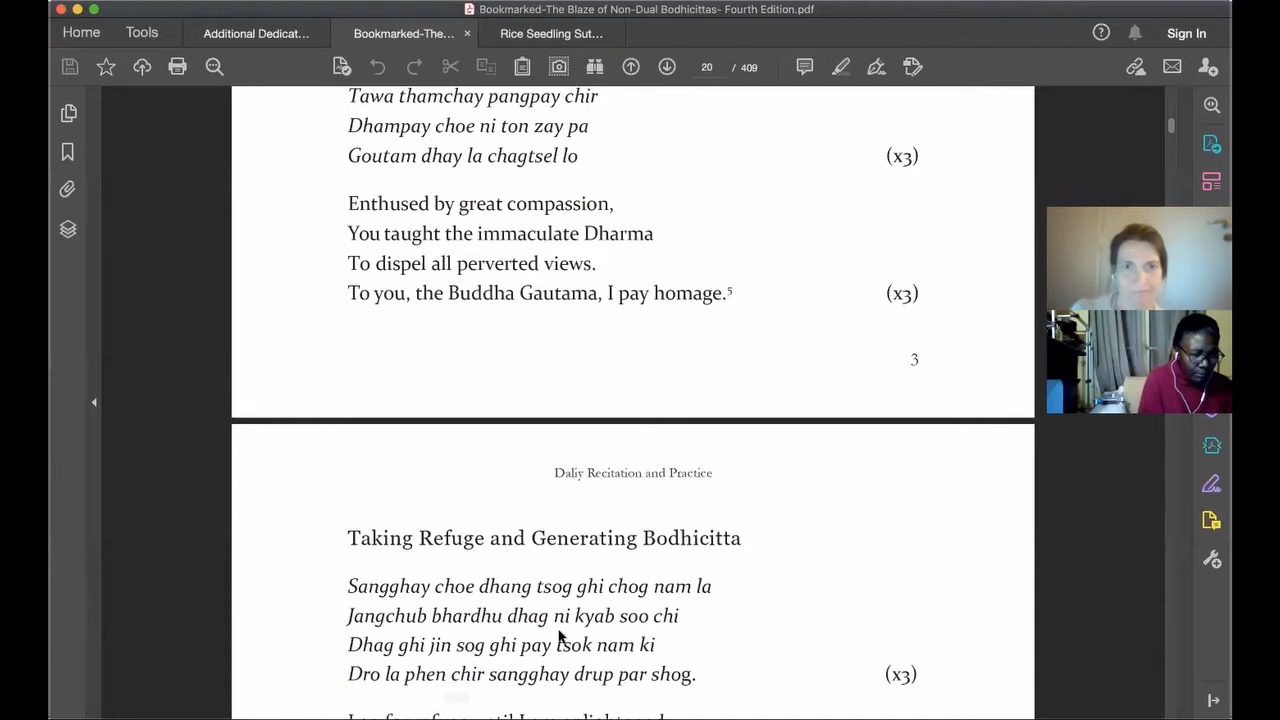 Bookmarked-The Blaze of Non-Dual Bodhicittas- Fourth Edition.pdf
Home Tools Additional Dedicat... Bookmarked-The... × Rice Seedling Sut... Sign In
20 / 409
Tawa thamchay pangpay chir
Dhampay choe ni ton zay pa
Goutam dhay la chagtsel lo (x3)
Enthused by great compassion,
You taught the immaculate Dharma
To dispel all perverted views.
To you, the Buddha Gautama, I pay homage.⁵ (x3)
3
Daliy Recitation and Practice
Taking Refuge and Generating Bodhicitta
Sangghay choe dhang tsog ghi chog nam la
Jangchub bhardhu dhag ni kyab soo chi
Dhag ghi jin sog ghi pay tsok nam ki
Dro la phen chir sangghay drup par shog. (x3)